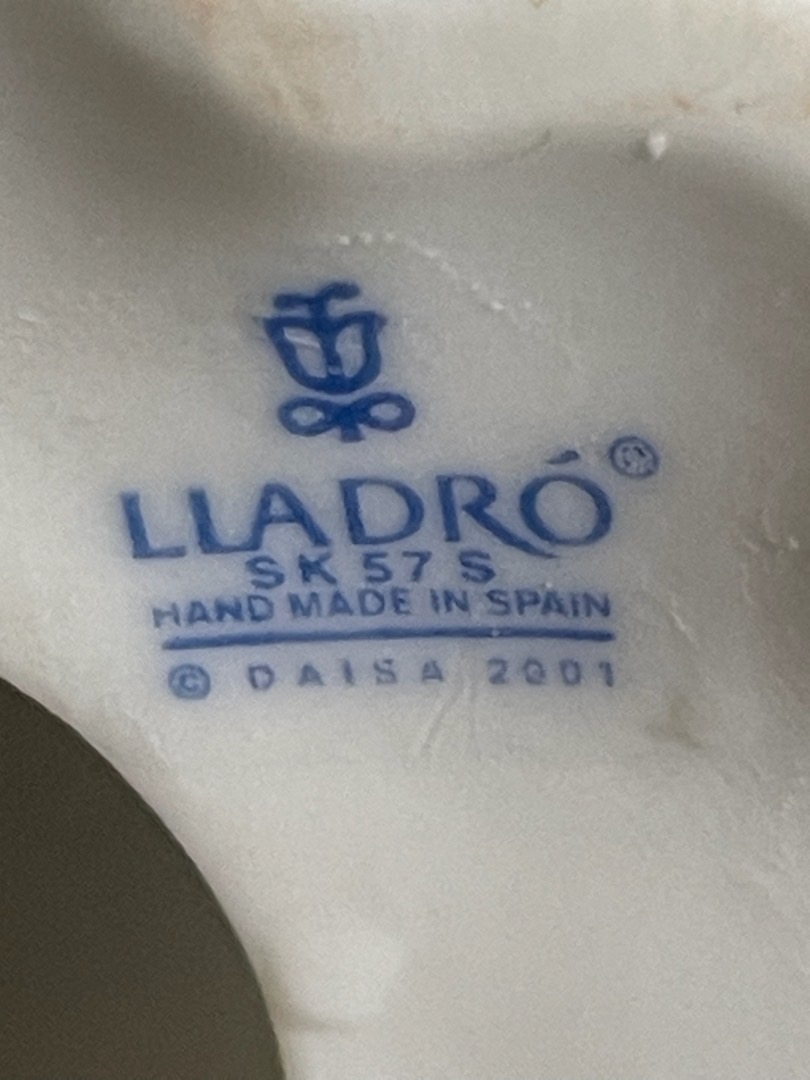 LLADRÓ®
SK 57 S
HAND MADE IN SPAIN
© DAISA 2001